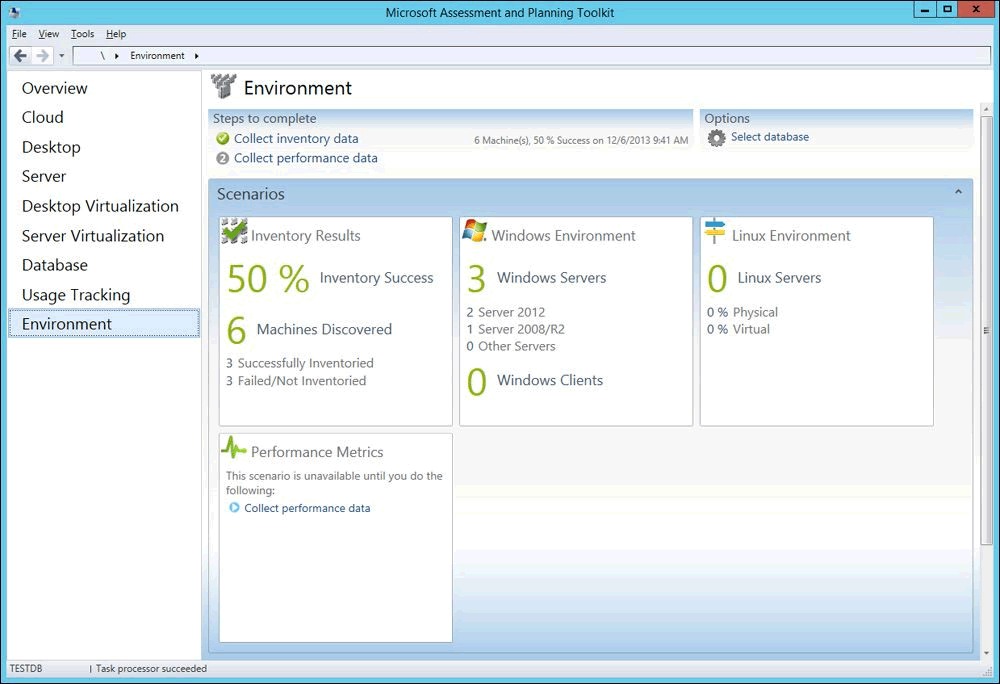 Microsoft Assessment and Planning Toolkit
File View Tools Help
\ Environment
Overview
Cloud
Desktop
Server
Desktop Virtualization
Server Virtualization
Database
Usage Tracking
Environment
Environment
Steps to complete
Collect inventory data
6 Machine(s), 50 % Success on 12/6/2013 9:41 AM
2 Collect performance data
Options
Select database
Scenarios
Inventory Results
50 % Inventory Success
6 Machines Discovered
3 Successfully Inventoried
3 Failed/Not Inventoried
Windows Environment
3 Windows Servers
2 Server 2012
1 Server 2008/R2
0 Other Servers
0 Windows Clients
Linux Environment
0 Linux Servers
0 % Physical
0 % Virtual
Performance Metrics
This scenario is unavailable until you do the
following:
Collect performance data
TESTDB | Task processor succeeded